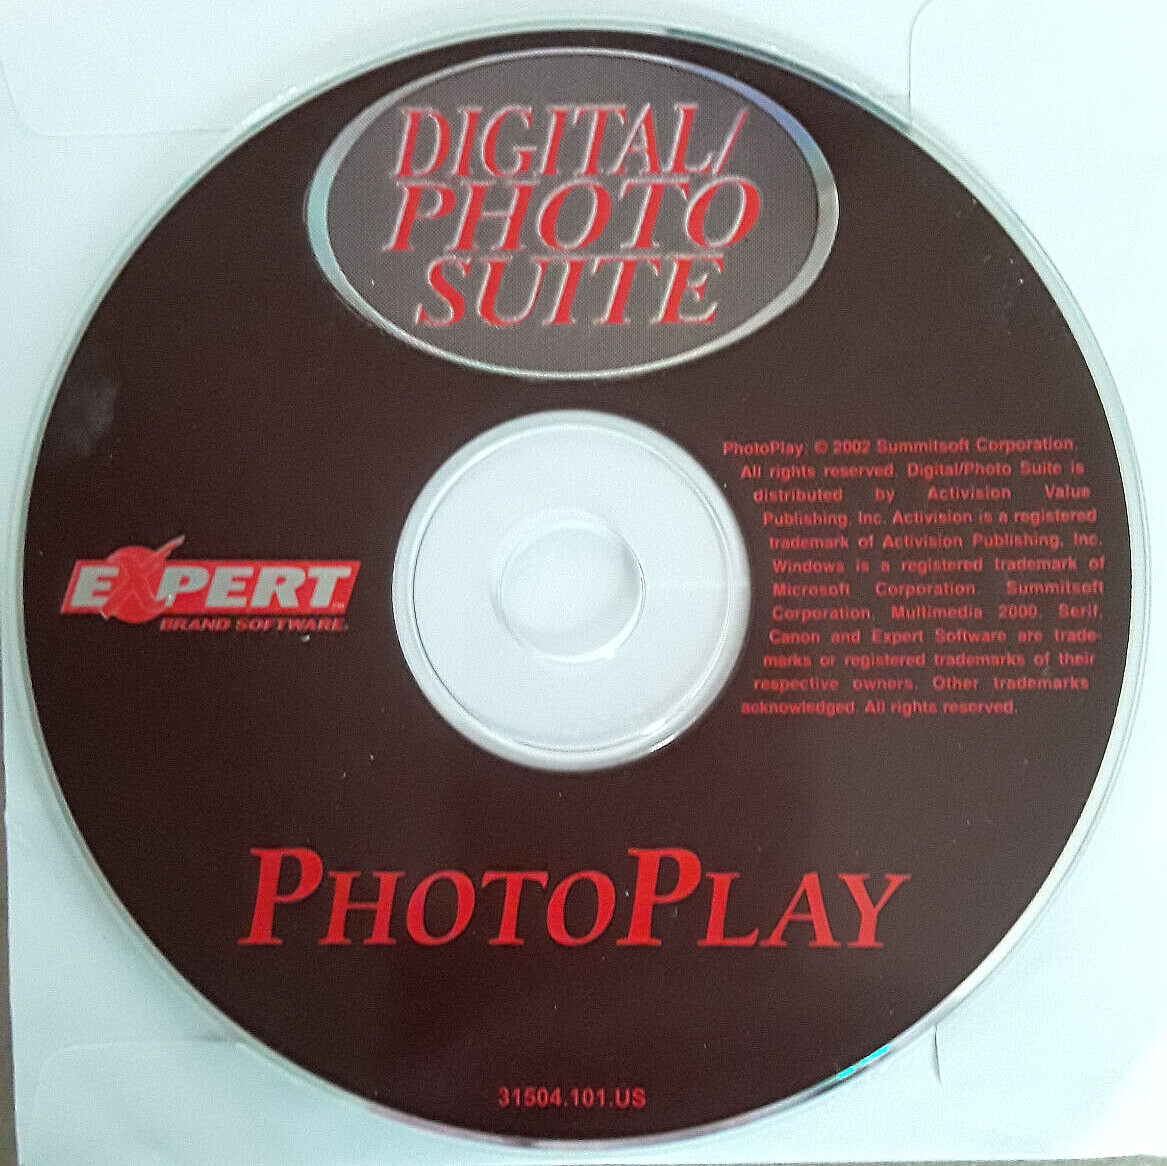 DIGITAL/
PHOTO
SUITE
PhotoPlay: © 2002 Summitsoft Corporation.
All rights reserved. Digital/Photo Suite is
distributed by Activision Value
Publishing, Inc. Activision is a registered
trademark of Activision Publishing, Inc.
Windows is a registered trademark of
Microsoft Corporation. Summitsoft
Corporation, Multimedia 2000, Serif,
Canon and Expert Software are trade-
marks or registered trademarks of their
respective owners. Other trademarks
acknowledged. All rights reserved.
EXPERT™
BRAND SOFTWARE®
PHOTOPLAY
31504.101.US